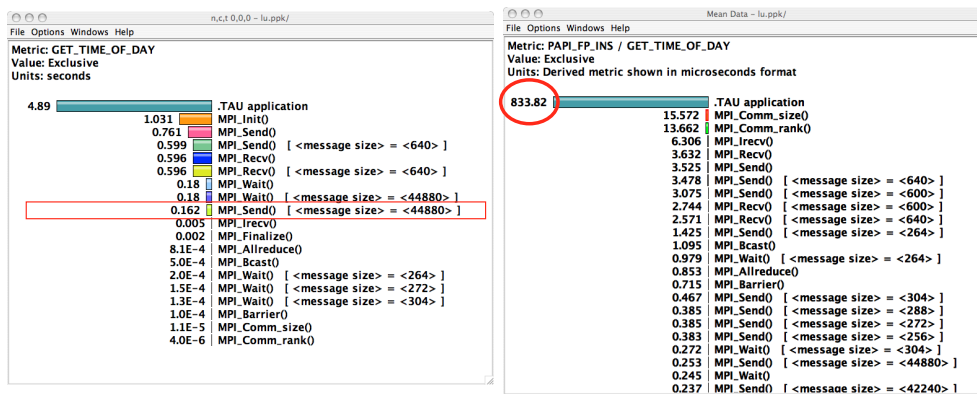 n,c,t 0,0,0 – lu.ppk/
File Options Windows Help
Metric: GET_TIME_OF_DAY
Value: Exclusive
Units: seconds
4.89 .TAU application
1.031 MPI_Init()
0.761 MPI_Send()
0.599 MPI_Send() [ <message size> = <640> ]
0.596 MPI_Recv()
0.596 MPI_Recv() [ <message size> = <640> ]
0.18 MPI_Wait()
0.18 MPI_Wait() [ <message size> = <44880> ]
0.162 MPI_Send() [ <message size> = <44880> ]
0.005 MPI_Irecv()
0.002 MPI_Finalize()
8.1E-4 MPI_Allreduce()
5.0E-4 MPI_Bcast()
2.0E-4 MPI_Wait() [ <message size> = <264> ]
1.5E-4 MPI_Wait() [ <message size> = <272> ]
1.3E-4 MPI_Wait() [ <message size> = <304> ]
1.0E-4 MPI_Barrier()
1.1E-5 MPI_Comm_size()
4.0E-6 MPI_Comm_rank()
Mean Data – lu.ppk/
File Options Windows Help
Metric: PAPI_FP_INS / GET_TIME_OF_DAY
Value: Exclusive
Units: Derived metric shown in microseconds format
833.82 .TAU application
15.572 MPI_Comm_size()
13.662 MPI_Comm_rank()
6.306 MPI_Irecv()
3.632 MPI_Recv()
3.525 MPI_Send()
3.478 MPI_Send() [ <message size> = <640> ]
3.075 MPI_Send() [ <message size> = <600> ]
2.744 MPI_Recv() [ <message size> = <600> ]
2.571 MPI_Recv() [ <message size> = <640> ]
1.425 MPI_Send() [ <message size> = <264> ]
1.095 MPI_Bcast()
0.979 MPI_Wait() [ <message size> = <264> ]
0.853 MPI_Allreduce()
0.715 MPI_Barrier()
0.467 MPI_Send() [ <message size> = <304> ]
0.385 MPI_Send() [ <message size> = <288> ]
0.385 MPI_Send() [ <message size> = <272> ]
0.383 MPI_Send() [ <message size> = <256> ]
0.272 MPI_Wait() [ <message size> = <304> ]
0.253 MPI_Send() [ <message size> = <44880> ]
0.245 MPI_Wait()
0.237 MPI_Send() [ <message size> = <42240> ]